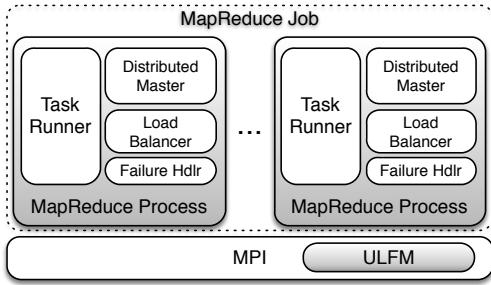 MapReduce Job
Task
Runner
Distributed
Master
Load
Balancer
Failure Hdlr
MapReduce Process
...
Task
Runner
Distributed
Master
Load
Balancer
Failure Hdlr
MapReduce Process
MPI
ULFM